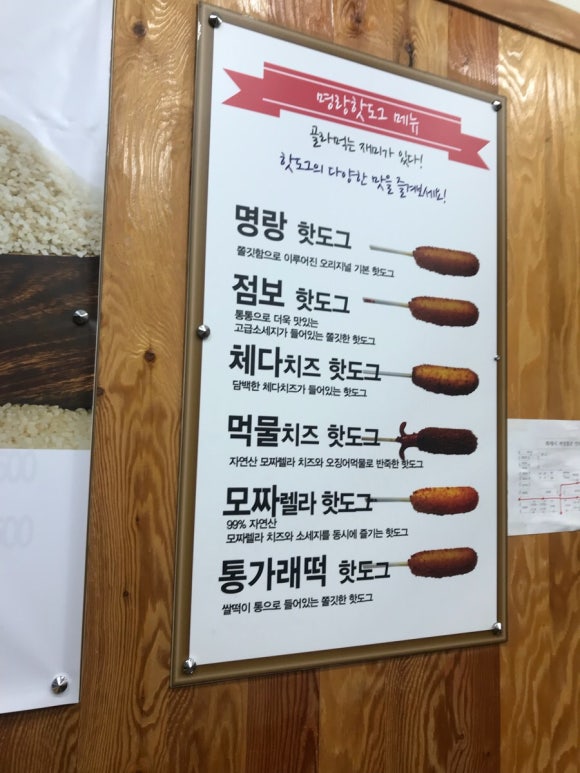 명랑핫도그 메뉴
골라먹는 재미가 있다!
핫도그의 다양한 맛을 즐겨보세요!
명랑 핫도그
쫄깃함으로 이루어진 오리지널 기본 핫도그
점보 핫도그
통통으로 더욱 맛있는
고급소세지가 들어있는 쫄깃한 핫도그
체다치즈 핫도그
담백한 체다치즈가 들어있는 핫도그
먹물치즈 핫도그
자연산 모짜렐라 치즈와 오징어먹물로 반죽한 핫도그
모짜렐라 핫도그
99% 자연산
모짜렐라 치즈와 소세지를 동시에 즐기는 핫도그
통가래떡 핫도그
쌀떡이 통으로 들어있는 쫄깃한 핫도그